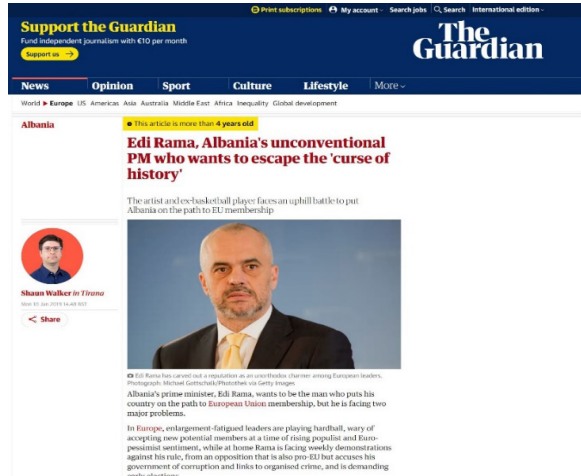 Print subscriptions My account Search jobs Search International edition
Support the Guardian
Fund independent journalism with €10 per month
Support us →
The Guardian
News Opinion Sport Culture Lifestyle More
World ▶ Europe US Americas Asia Australia Middle East Africa Inequality Global development
Albania
This article is more than 4 years old
Edi Rama, Albania's unconventional
PM who wants to escape the 'curse of
history'
The artist and ex-basketball player faces an uphill battle to put
Albania on the path to EU membership
Shaun Walker in Tirana
Share
Edi Rama has carved out a reputation as an unorthodox charmer among European leaders.
Photograph: Michael Gottschalk/Photothek via Getty Images
Albania's prime minister, Edi Rama, wants to be the man who puts his
country on the path to European Union membership, but he is facing two
major problems.
In Europe, enlargement-fatigued leaders are playing hardball, wary of
accepting new potential members at a time of rising populist and Euro-
pessimist sentiment, while at home Rama is facing weekly demonstrations
against his rule, from an opposition that is also pro-EU but accuses his
government of corruption and links to organised crime, and is demanding